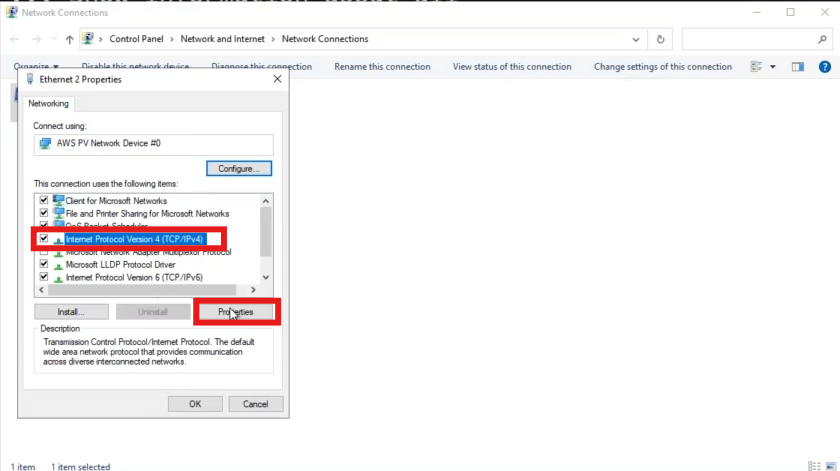 Network Connections
Control Panel > Network and Internet > Network Connections
Organize Disable this network device Diagnose this connection Rename this connection View status of this connection Change settings of this connection
Ethernet 2 Properties
Networking
Connect using:
AWS PV Network Device #0
Configure...
This connection uses the following items:
Client for Microsoft Networks
File and Printer Sharing for Microsoft Networks
QoS Packet Scheduler
Internet Protocol Version 4 (TCP/IPv4)
Microsoft Network Adapter Multiplexor Protocol
Microsoft LLDP Protocol Driver
Internet Protocol Version 6 (TCP/IPv6)
Install... Uninstall Properties
Description
Transmission Control Protocol/Internet Protocol. The default
wide area network protocol that provides communication
across diverse interconnected networks.
OK Cancel
1 item 1 item selected